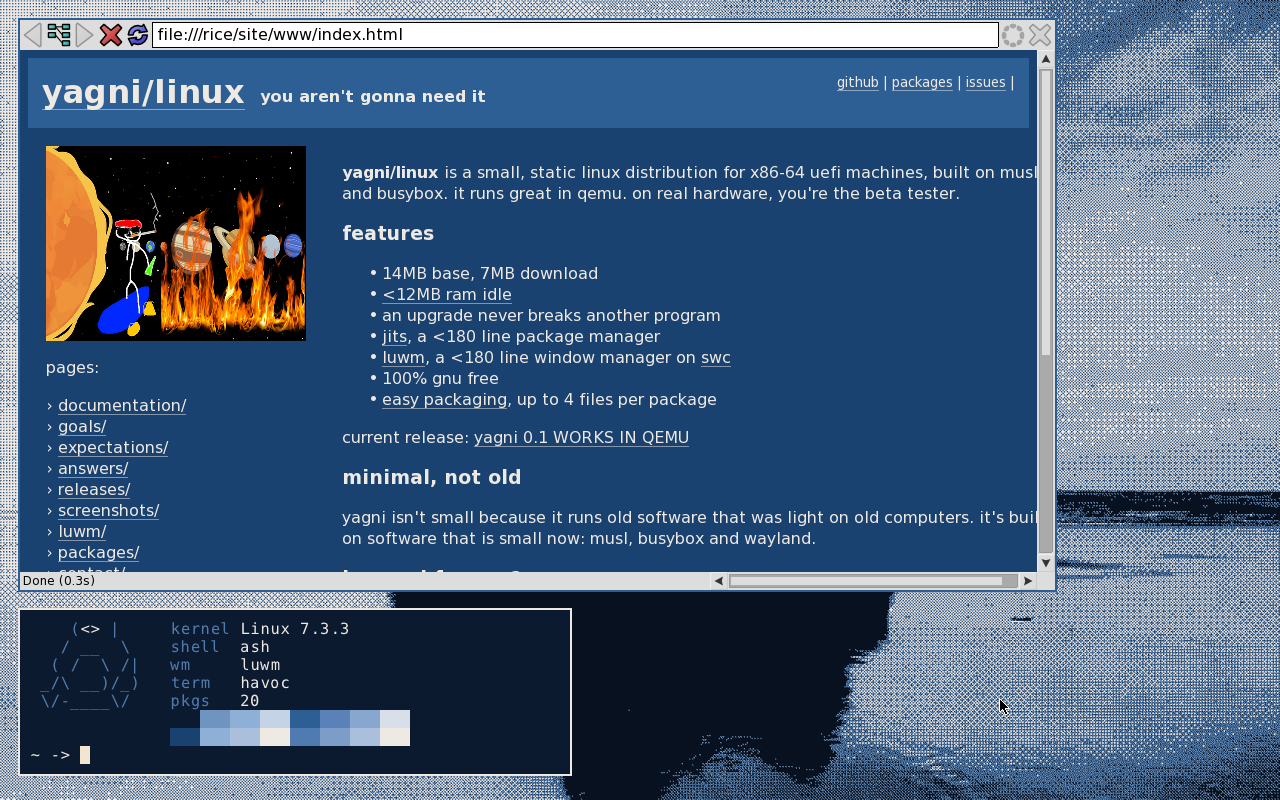 file:///rice/site/www/index.html
yagni/linux you aren't gonna need it
github | packages | issues |
yagni/linux is a small, static linux distribution for x86-64 uefi machines, built on musl
and busybox. it runs great in qemu. on real hardware, you're the beta tester.
features
• 14MB base, 7MB download
• <12MB ram idle
• an upgrade never breaks another program
• jits, a <180 line package manager
• luwm, a <180 line window manager on swc
• 100% gnu free
• easy packaging, up to 4 files per package
current release: yagni 0.1 WORKS IN QEMU
minimal, not old
yagni isn't small because it runs old software that was light on old computers. it's buil
on software that is small now: musl, busybox and wayland.
pages:
› documentation/
› goals/
› expectations/
› answers/
› releases/
› screenshots/
› luwm/
› packages/
Done (0.3s)
(<> |
/ __ \
( / \ /|
_/\ __)/_)
\/-____\/
kernel Linux 7.3.3
shell ash
wm luwm
term havoc
pkgs 20
~ ->